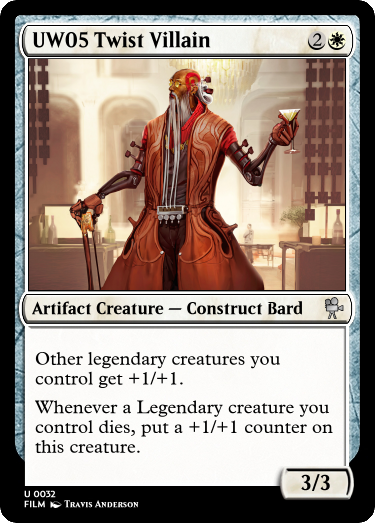 UW05 Twist Villain 2
Artifact Creature — Construct Bard
Other legendary creatures you
control get +1/+1.
Whenever a Legendary creature you
control dies, put a +1/+1 counter on
this creature.
3/3
U 0032
FILM Travis Anderson